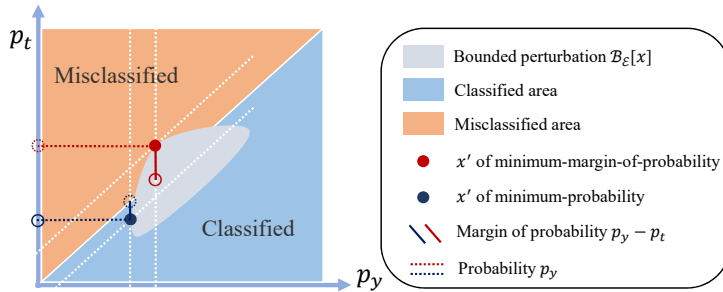 p_t
Misclassified
Classified
p_y
Bounded perturbation ℬ_ℰ[x]
Classified area
Misclassified area
x′ of minimum-margin-of-probability
x′ of minimum-probability
Margin of probability p_y − p_t
Probability p_y